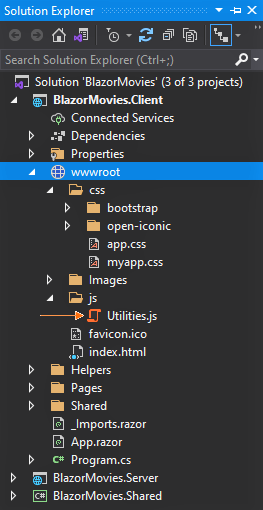 Solution Explorer
Search Solution Explorer (Ctrl+;)
Solution 'BlazorMovies' (3 of 3 projects)
BlazorMovies.Client
Connected Services
Dependencies
Properties
wwwroot
css
bootstrap
open-iconic
app.css
myapp.css
Images
js
Utilities.js
favicon.ico
index.html
Helpers
Pages
Shared
_Imports.razor
App.razor
C# Program.cs
BlazorMovies.Server
C# BlazorMovies.Shared